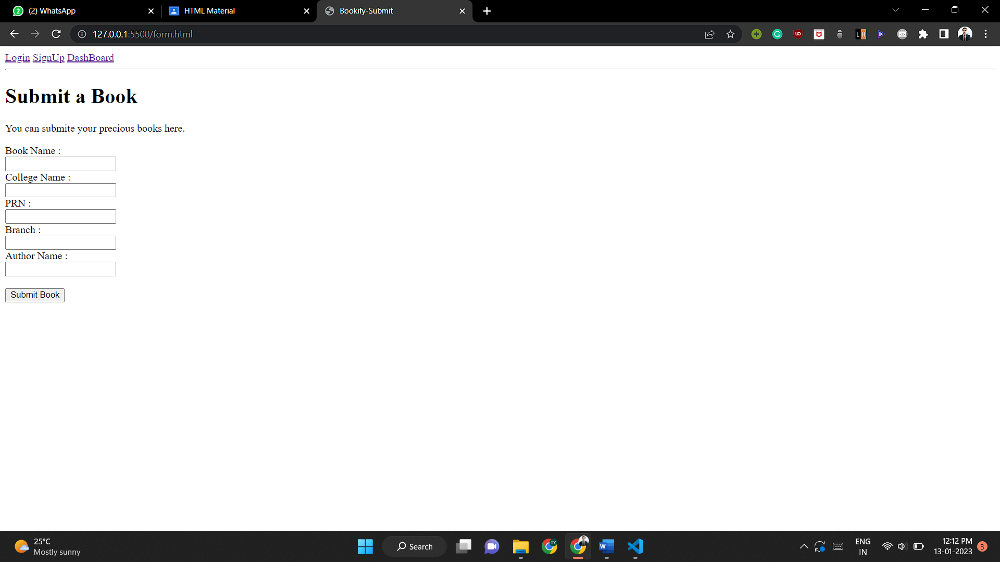 (2) WhatsApp
HTML Material
Bookify-Submit
127.0.0.1:5500/form.html
Login SignUp DashBoard
Submit a Book
You can submite your precious books here.
Book Name :
College Name :
PRN :
Branch :
Author Name :
Submit Book
25°C
Mostly sunny
Search
TY
ENG
IN
12:12 PM
13-01-2023
3